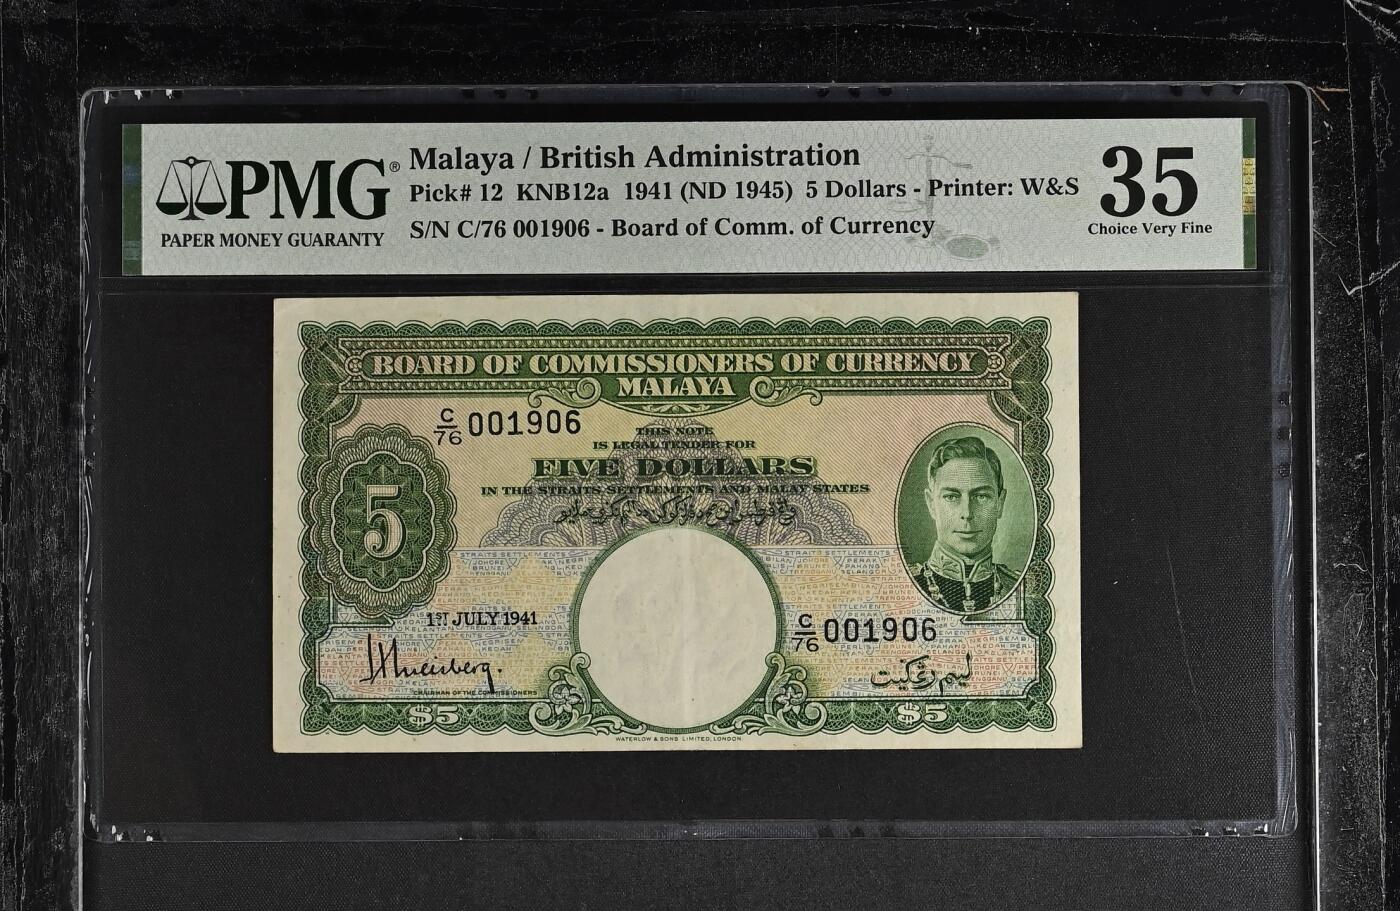 PMG®
PAPER MONEY GUARANTY
Malaya / British Administration
Pick# 12 KNB12a 1941 (ND 1945) 5 Dollars - Printer: W&S
S/N C/76 001906 - Board of Comm. of Currency
35
Choice Very Fine
BOARD OF COMMISSIONERS OF CURRENCY
MALAYA
C/76 001906
THIS NOTE
IS LEGAL TENDER FOR
FIVE DOLLARS
IN THE STRAITS SETTLEMENTS AND MALAY STATES
5
1ST JULY 1941
C/76 001906
CHAIRMAN OF THE COMMISSIONERS
$5
$5
WATERLOW & SONS LIMITED, LONDON.